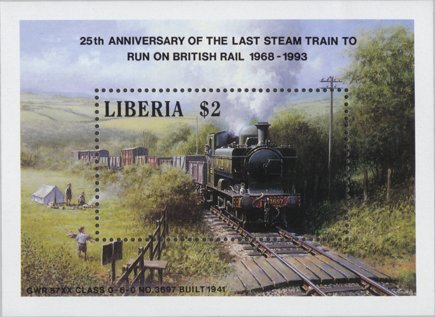 25th ANNIVERSARY OF THE LAST STEAM TRAIN TO
RUN ON BRITISH RAIL 1968-1993
LIBERIA $2
GWR 57XX CLASS 0-6-0 NO.3697 BUILT 1941